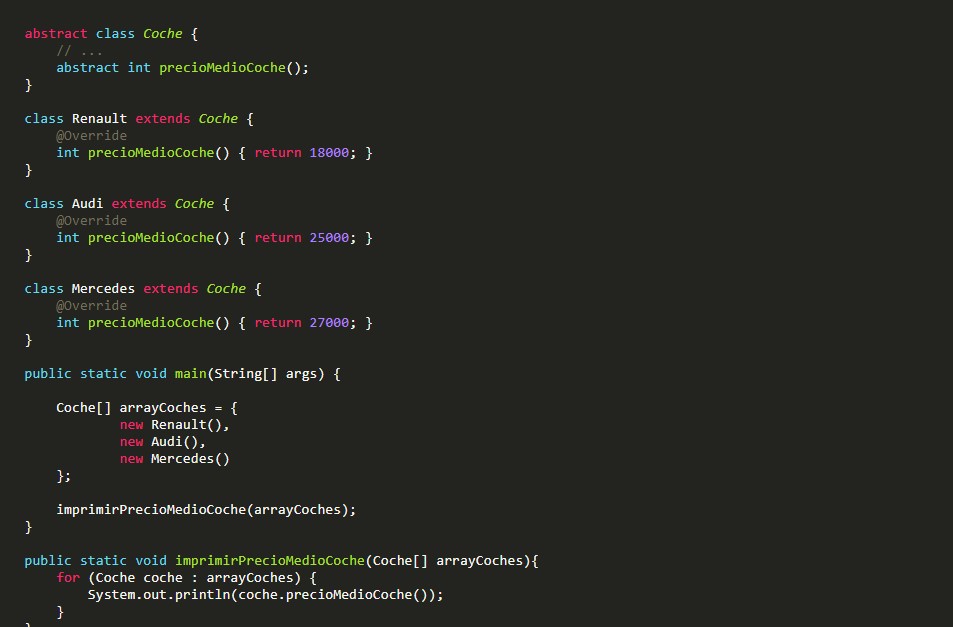 abstract class Coche {
// ...
abstract int precioMedioCoche();
}
class Renault extends Coche {
@Override
int precioMedioCoche() { return 18000; }
}
class Audi extends Coche {
@Override
int precioMedioCoche() { return 25000; }
}
class Mercedes extends Coche {
@Override
int precioMedioCoche() { return 27000; }
}
public static void main(String[] args) {
Coche[] arrayCoches = {
new Renault(),
new Audi(),
new Mercedes()
};
imprimirPrecioMedioCoche(arrayCoches);
}
public static void imprimirPrecioMedioCoche(Coche[] arrayCoches){
for (Coche coche : arrayCoches) {
System.out.println(coche.precioMedioCoche());
}
}